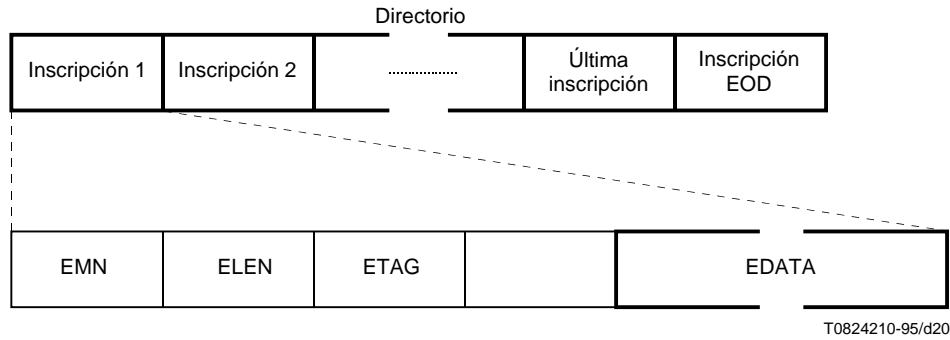 Directorio
Inscripción 1 Inscripción 2 .................. Última inscripción Inscripción EOD
EMN ELEN ETAG EDATA
T0824210-95/d20